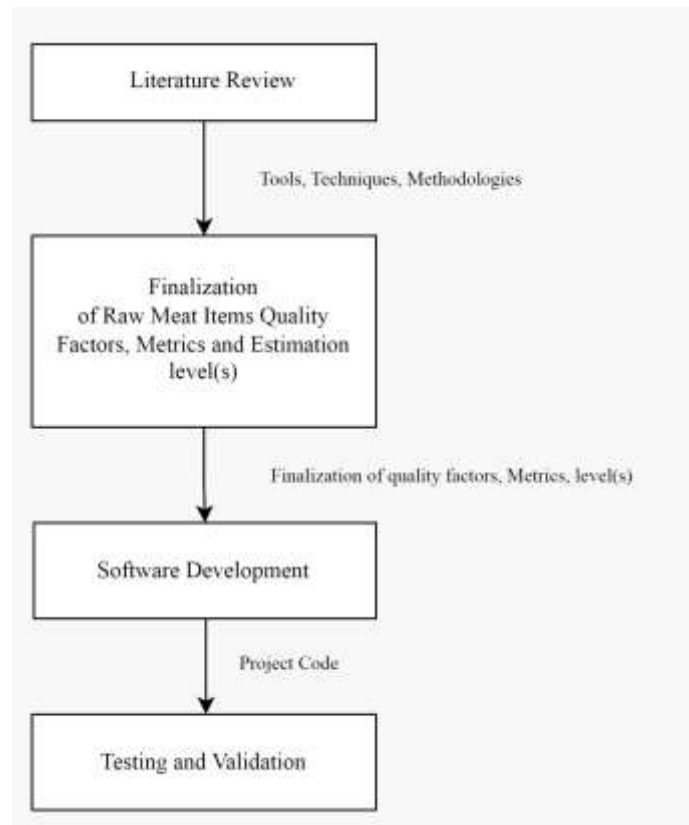 Literature Review
Tools, Techniques, Methodologies
Finalization
of Raw Meat Items Quality
Factors, Metrics and Estimation
level(s)
Finalization of quality factors, Metrics, level(s)
Software Development
Project Code
Testing and Validation